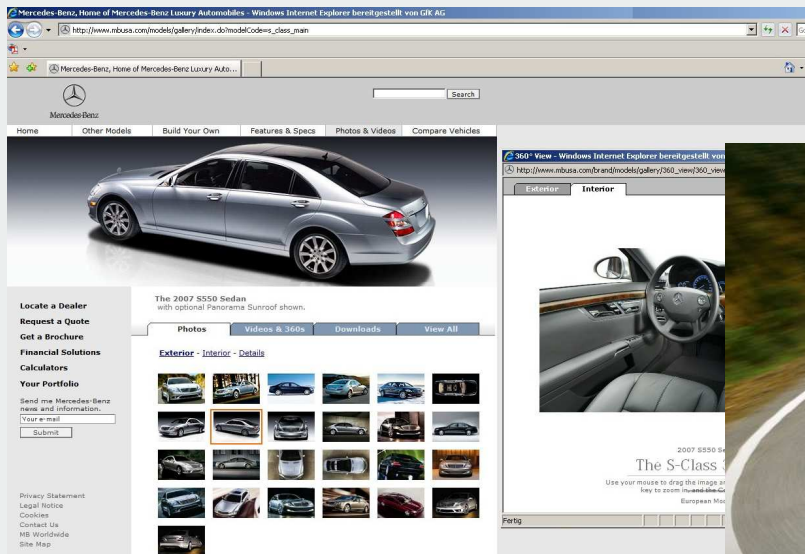 Mercedes-Benz, Home of Mercedes-Benz Luxury Automobiles - Windows Internet Explorer bereitgestellt von GfK AG
http://www.mbusa.com/models/gallery/index.do?modelCode=s_class_main
Mercedes-Benz, Home of Mercedes-Benz Luxury Auto...
Search
Mercedes-Benz
Home Other Models Build Your Own Features & Specs Photos & Videos Compare Vehicles
Locate a Dealer
Request a Quote
Get a Brochure
Financial Solutions
Calculators
Your Portfolio
Send me Mercedes-Benz
news and information.
Your e-mail
Submit
Privacy Statement
Legal Notice
Cookies
Contact Us
MB Worldwide
Site Map
The 2007 S550 Sedan
with optional Panorama Sunroof shown.
Photos Videos & 360s Downloads View All
Exterior - Interior - Details
360° View - Windows Internet Explorer bereitgestellt von
http://www.mbusa.com/brand/models/gallery/360_view/360_view
Exterior Interior
2007 S550 Se
The S-Class
Use your mouse to drag the image a
key to zoom in, and the C
European Mo
Fertig